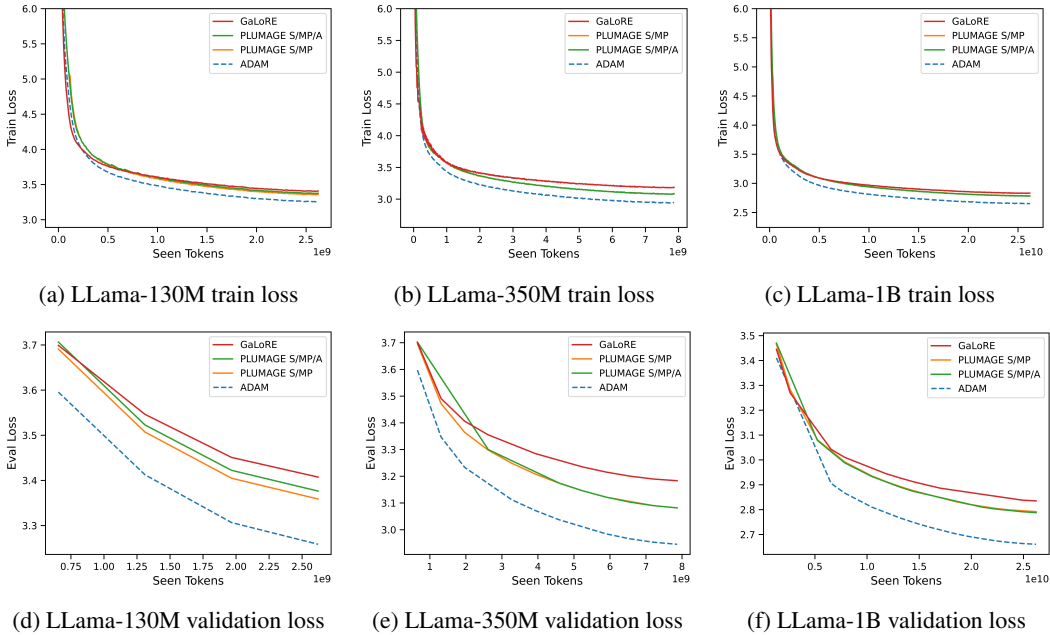 6.0
5.5
5.0
4.5
4.0
3.5
3.0
Train Loss
0.0 0.5 1.0 1.5 2.0 2.5
Seen Tokens
1e9
GaLoRE
PLUMAGE S/MP/A
PLUMAGE S/MP
ADAM
(a) LLama-130M train loss
6.0
5.5
5.0
4.5
4.0
3.5
3.0
Train Loss
0 1 2 3 4 5 6 7 8
Seen Tokens
1e9
GaLoRE
PLUMAGE S/MP
PLUMAGE S/MP/A
ADAM
(b) LLama-350M train loss
6.0
5.5
5.0
4.5
4.0
3.5
3.0
2.5
Train Loss
0.0 0.5 1.0 1.5 2.0 2.5
Seen Tokens
1e10
GaLoRE
PLUMAGE S/MP
PLUMAGE S/MP/A
ADAM
(c) LLama-1B train loss
3.7
3.6
3.5
3.4
3.3
Eval Loss
0.75 1.00 1.25 1.50 1.75 2.00 2.25 2.50
Seen Tokens
1e9
GaLoRE
PLUMAGE S/MP/A
PLUMAGE S/MP
ADAM
(d) LLama-130M validation loss
3.7
3.6
3.5
3.4
3.3
3.2
3.1
3.0
Eval Loss
1 2 3 4 5 6 7 8
Seen Tokens
1e9
GaLoRE
PLUMAGE S/MP
PLUMAGE S/MP/A
ADAM
(e) LLama-350M validation loss
3.5
3.4
3.3
3.2
3.1
3.0
2.9
2.8
2.7
Eval Loss
0.5 1.0 1.5 2.0 2.5
Seen Tokens
1e10
GaLoRE
PLUMAGE S/MP
PLUMAGE S/MP/A
ADAM
(f) LLama-1B validation loss